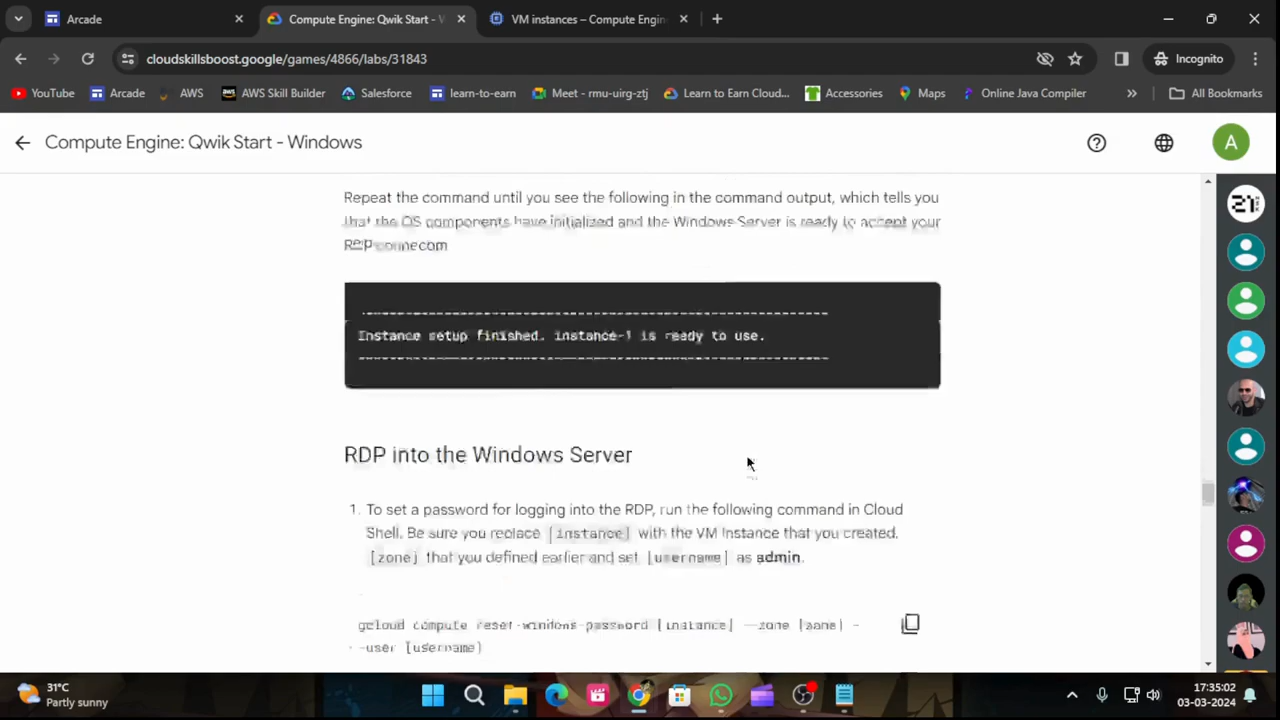 Arcade
Compute Engine: Qwik Start - W
VM instances – Compute Engin
cloudskillsboost.google/games/4866/labs/31843
Incognito
YouTube
Arcade
AWS
AWS Skill Builder
Salesforce
learn-to-earn
Meet - rmu-uirg-ztj
Learn to Earn Cloud...
Accessories
Maps
Online Java Compiler
All Bookmarks
Compute Engine: Qwik Start - Windows
A
Repeat the command until you see the following in the command output, which tells you
that the OS components have initialized and the Windows Server is ready to accept your
RDP
-------------------------------------------------------------
Instance setup finished. instance-1 is ready to use.
-------------------------------------------------------------
RDP into the Windows Server
1. To set a password for logging into the RDP, run the following command in Cloud
Shell. Be sure you replace [instance] with the VM Instance that you created.
[zone] that you defined earlier and set [username] as admin.
gcloud compute reset-windows-password [instance] --zone [zone] -
-user [username]
31°C
Partly sunny
17:35:02
03-03-2024